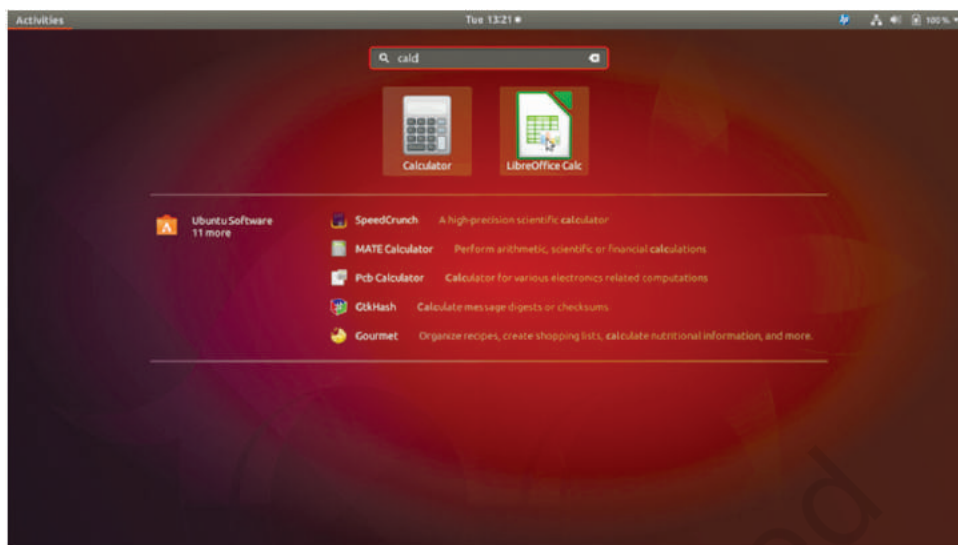 Activities
Tue 13:21
100 %
calc
Calculator
LibreOffice Calc
Ubuntu Software
11 more
SpeedCrunch A high-precision scientific calculator
MATE Calculator Perform arithmetic, scientific or financial calculations
Pcb Calculator Calculator for various electronics related computations
GtkHash Calculate message digests or checksums
Gourmet Organize recipes, create shopping lists, calculate nutritional information, and more.